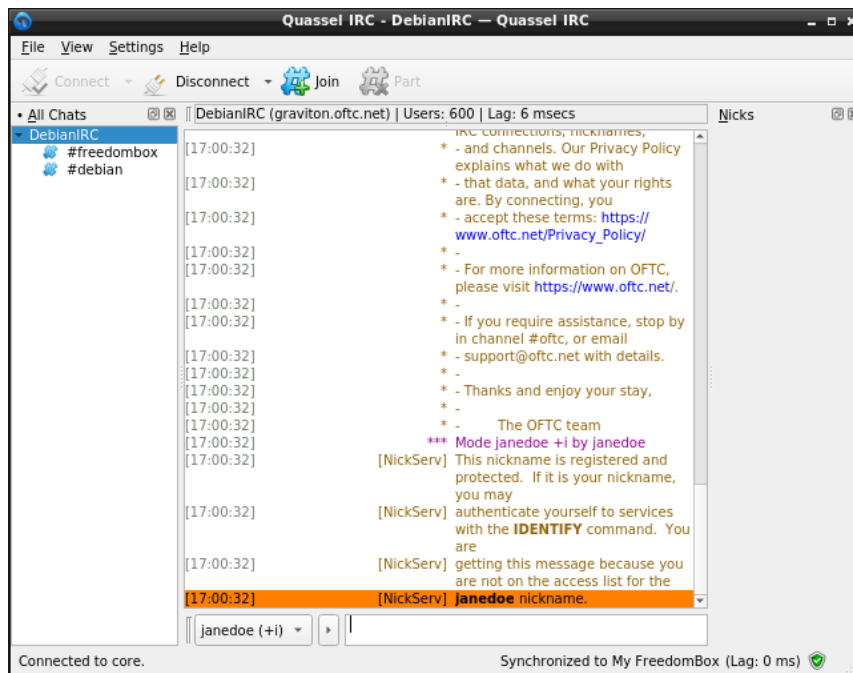 Quassel IRC - DebianIRC — Quassel IRC
File View Settings Help
Connect Disconnect Join Part
All Chats
DebianIRC
#freedombox
#debian
DebianIRC (graviton.oftc.net) | Users: 600 | Lag: 6 msecs
Nicks
IRC connections, nicknames,
[17:00:32] * - and channels. Our Privacy Policy
explains what we do with
[17:00:32] * - that data, and what your rights
are. By connecting, you
[17:00:32] * - accept these terms: https://
www.oftc.net/Privacy_Policy/
[17:00:32] * -
[17:00:32] * - For more information on OFTC,
please visit https://www.oftc.net/.
[17:00:32] * -
[17:00:32] * - If you require assistance, stop by
in channel #oftc, or email
[17:00:32] * - support@oftc.net with details.
[17:00:32] * -
[17:00:32] * - Thanks and enjoy your stay,
[17:00:32] * -
[17:00:32] * - The OFTC team
[17:00:32] *** Mode janedoe +i by janedoe
[17:00:32] [NickServ] This nickname is registered and
protected. If it is your nickname,
you may
[17:00:32] [NickServ] authenticate yourself to services
with the IDENTIFY command. You
are
[17:00:32] [NickServ] getting this message because you
are not on the access list for the
[17:00:32] [NickServ] janedoe nickname.
janedoe (+i)
Connected to core.
Synchronized to My FreedomBox (Lag: 0 ms)